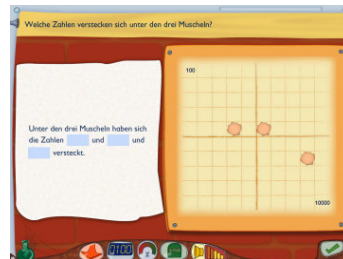 Welche Zahlen verstecken sich unter den drei Muscheln?
100
Unter den drei Muscheln haben sich
die Zahlen und und
versteckt.
10000